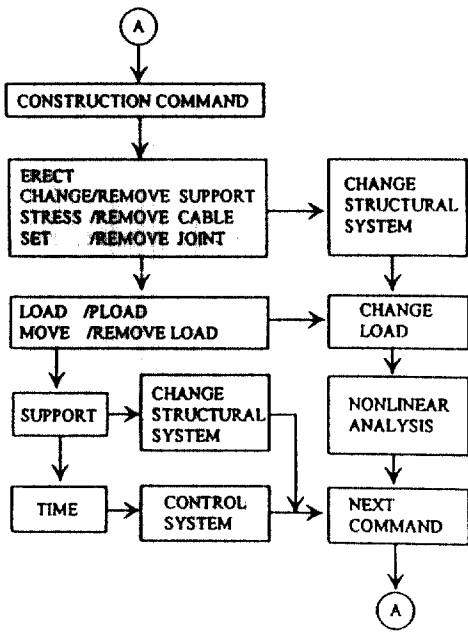 A
CONSTRUCTION COMMAND
ERECT
CHANGE/REMOVE SUPPORT
STRESS /REMOVE CABLE
SET /REMOVE JOINT
CHANGE
STRUCTURAL
SYSTEM
LOAD /PLOAD
MOVE /REMOVE LOAD
CHANGE
LOAD
SUPPORT
CHANGE
STRUCTURAL
SYSTEM
NONLINEAR
ANALYSIS
TIME
CONTROL
SYSTEM
NEXT
COMMAND
A